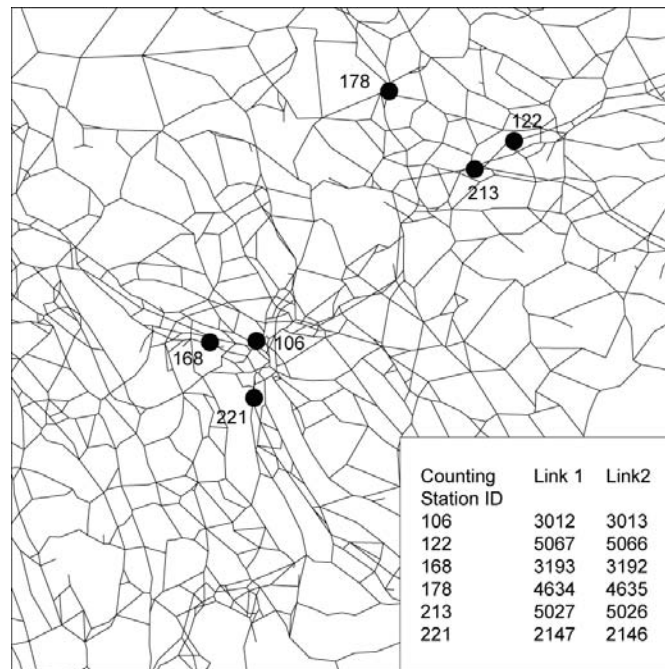 178
122
213
168
106
221
Counting Link 1 Link2
Station ID
106 3012 3013
122 5067 5066
168 3193 3192
178 4634 4635
213 5027 5026
221 2147 2146